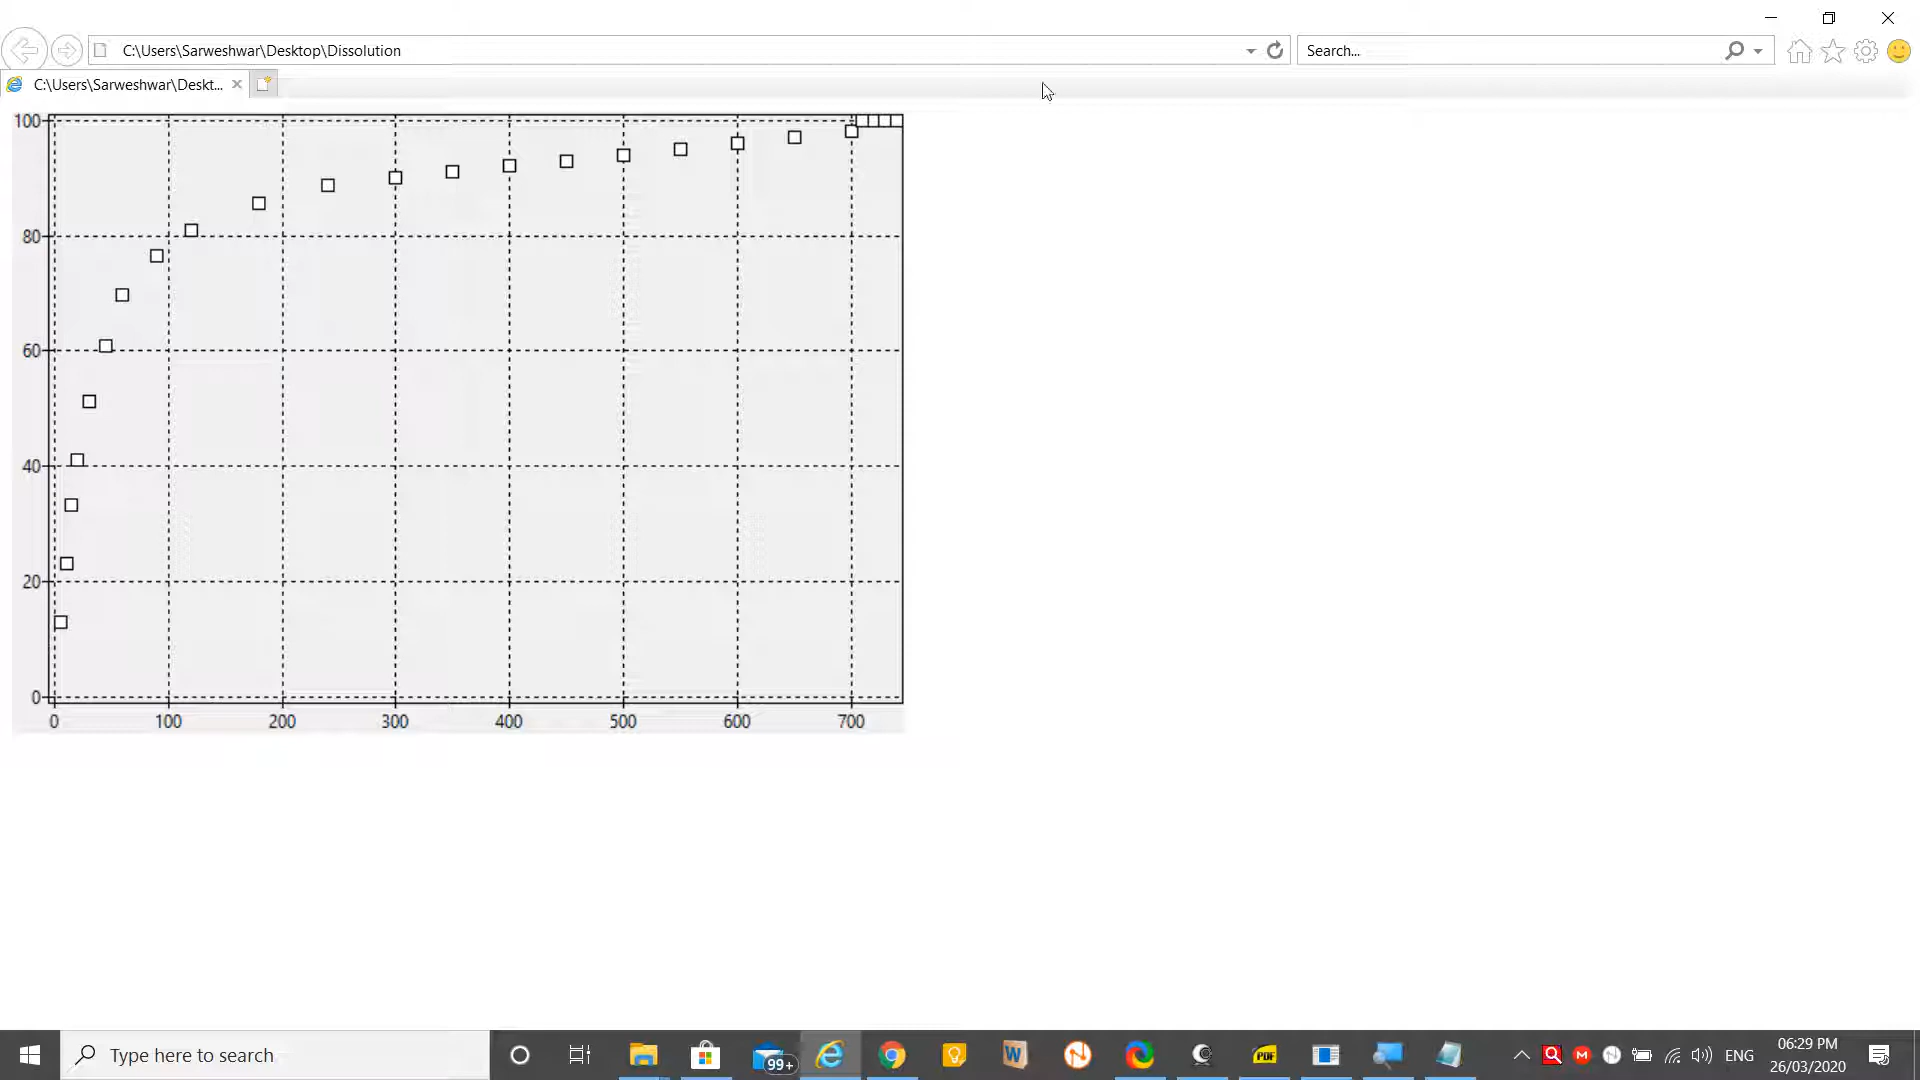 C:\Users\Sarweshwar\Desktop\Dissolution
Search...
C:\Users\Sarweshwar\Deskt...
100
80
60
40
20
0
0 100 200 300 400 500 600 700
Type here to search
99+
W
PDF
ENG
06:29 PM
26/03/2020